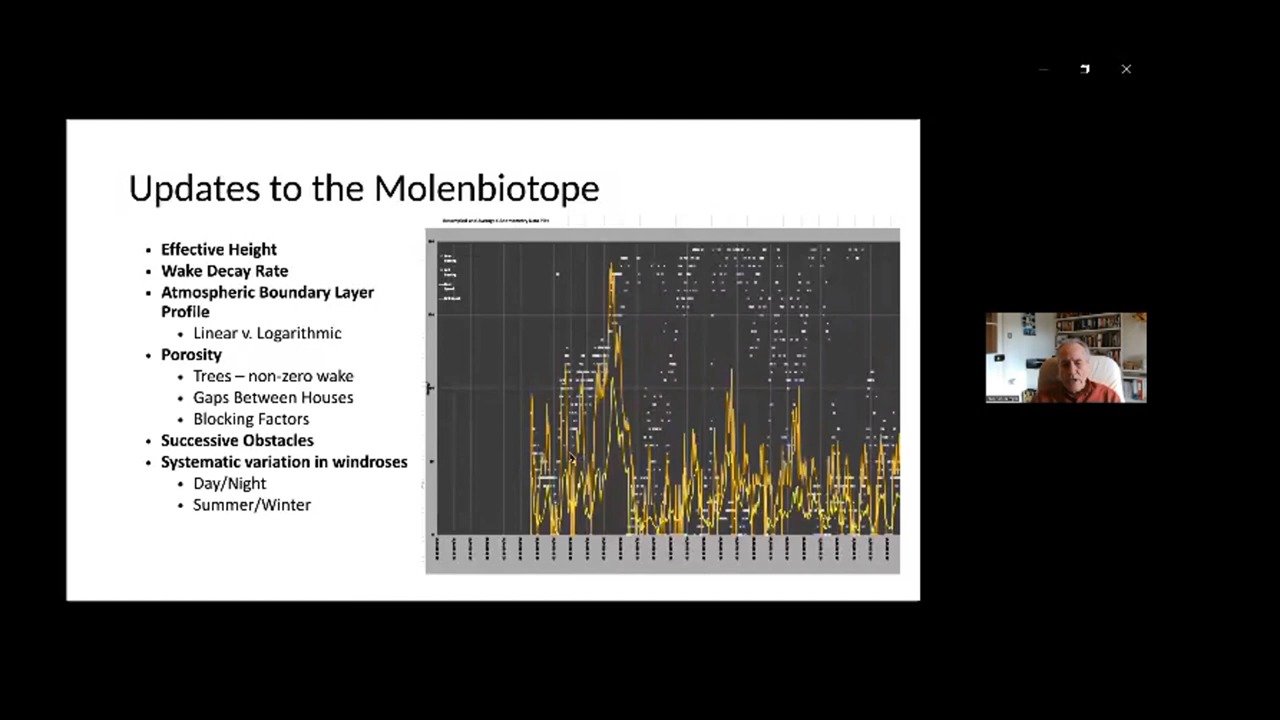 Updates to the Molenbiotope
• Effective Height
• Wake Decay Rate
• Atmospheric Boundary Layer
Profile
• Linear v. Logarithmic
• Porosity
• Trees – non-zero wake
• Gaps Between Houses
• Blocking Factors
• Successive Obstacles
• Systematic variation in windroses
• Day/Night
• Summer/Winter